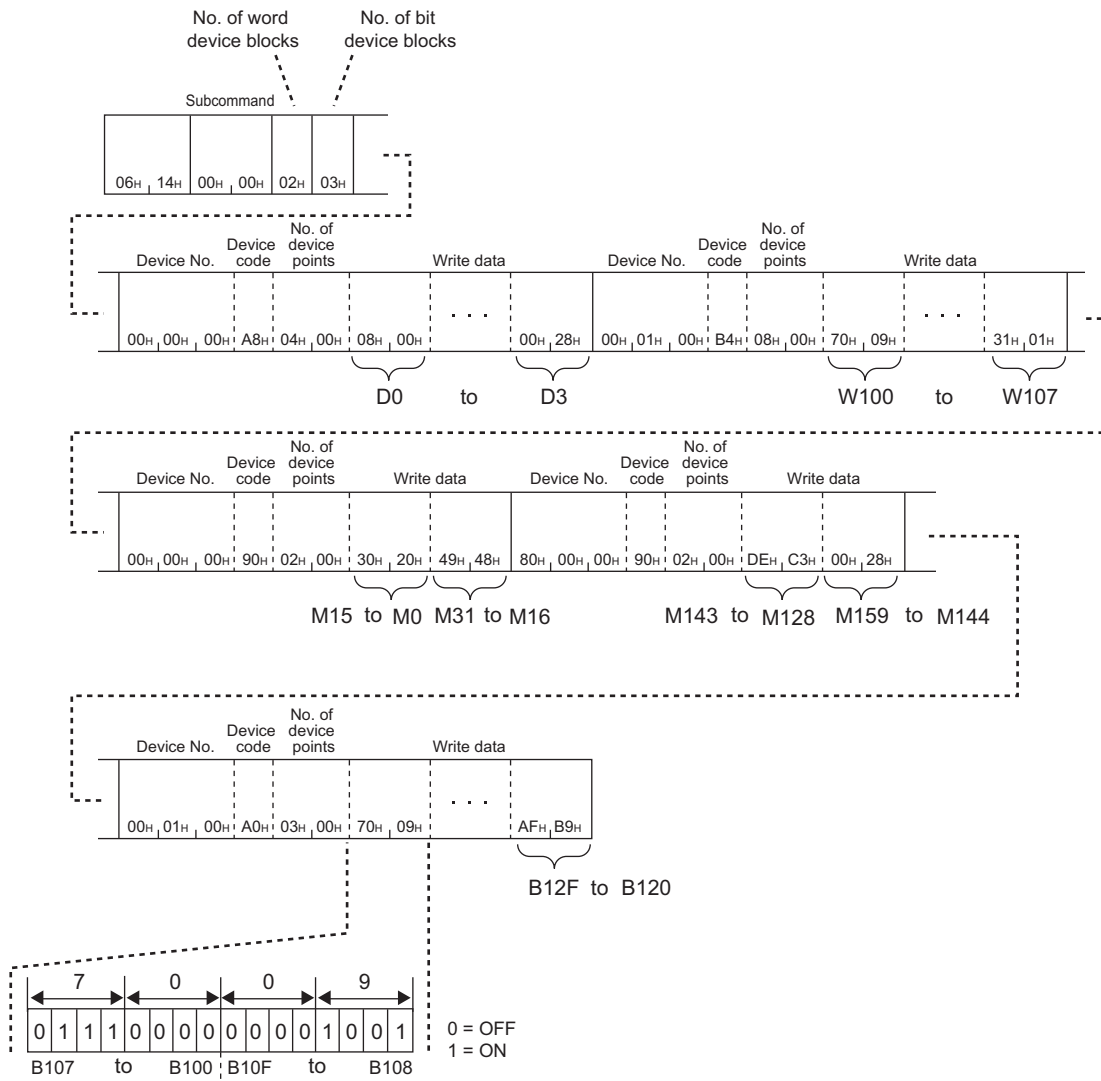 No. of word
device blocks
No. of bit
device blocks
Subcommand
06H 14H 00H 00H 02H 03H
Device No. Device code No. of device points Write data Device No. Device code No. of device points Write data
00H 00H 00H A8H 04H 00H 08H 00H . . . 00H 28H 00H 01H 00H B4H 08H 00H 70H 09H . . . 31H 01H
D0 to D3 W100 to W107
Device No. Device code No. of device points Write data Device No. Device code No. of device points Write data
00H 00H 00H 90H 02H 00H 30H 20H 49H 48H 80H 00H 00H 90H 02H 00H DEH C3H 00H 28H
M15 to M0 M31 to M16 M143 to M128 M159 to M144
Device No. Device code No. of device points Write data
00H 01H 00H A0H 03H 00H 70H 09H . . . AFH B9H
B12F to B120
7 0 0 9
0 1 1 1 0 0 0 0 0 0 0 0 1 0 0 1
0 = OFF
1 = ON
B107 to B100 B10F to B108